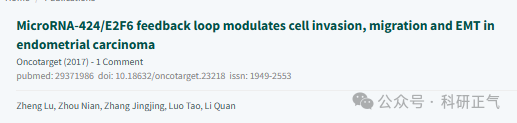 MicroRNA-424/E2F6 feedback loop modulates cell invasion, migration and EMT in
endometrial carcinoma
Oncotarget (2017) - 1 Comment
pubmed: 29371986 doi: 10.18632/oncotarget.23218 issn: 1949-2553
Zheng Lu, Zhou Nian, Zhang Jingjing, Luo Tao, Li Quan
公众号 · 科研正气